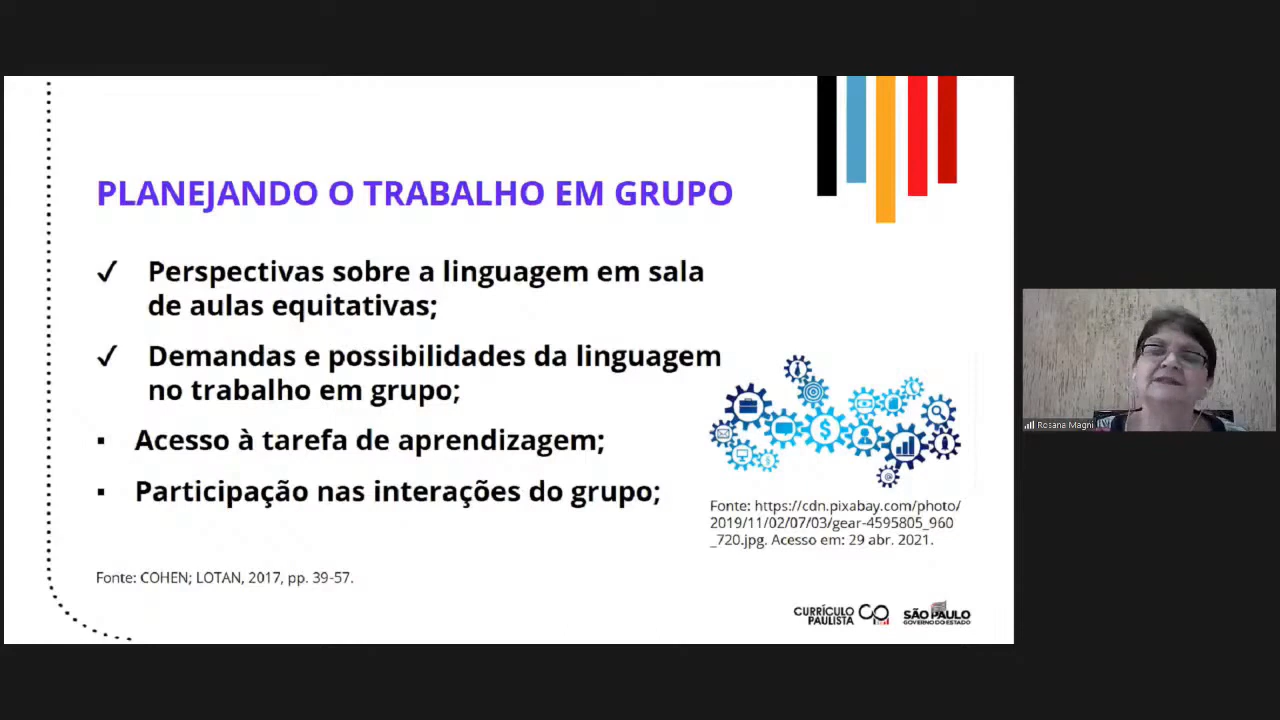 PLANEJANDO O TRABALHO EM GRUPO
✓ Perspectivas sobre a linguagem em sala
de aulas equitativas;
✓ Demandas e possibilidades da linguagem
no trabalho em grupo;
▪ Acesso à tarefa de aprendizagem;
▪ Participação nas interações do grupo;
Fonte: https://cdn.pixabay.com/photo/
2019/11/02/07/03/gear-4595805_960
_720.jpg. Acesso em: 29 abr. 2021.
Fonte: COHEN; LOTAN, 2017, pp. 39-57.
CURRÍCULO
PAULISTA
SÃO PAULO
GOVERNO DO ESTADO
Rosana Magni